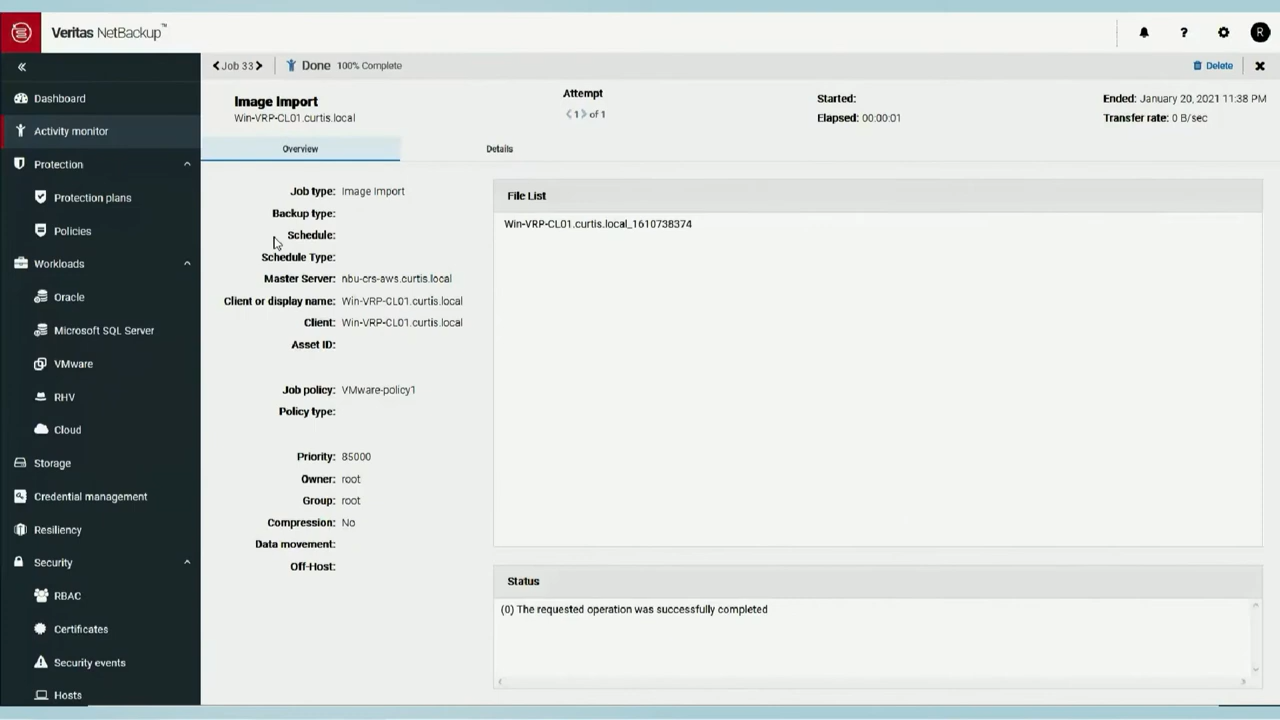 Veritas NetBackup™
R
Job 33
Done 100% Complete
Delete
Image Import
Win-VRP-CL01.curtis.local
Attempt
1 of 1
Started:
Elapsed: 00:00:01
Ended: January 20, 2021 11:38 PM
Transfer rate: 0 B/sec
Dashboard
Activity monitor
Protection
Protection plans
Policies
Workloads
Oracle
Microsoft SQL Server
VMware
RHV
Cloud
Storage
Credential management
Resiliency
Security
RBAC
Certificates
Security events
Hosts
Overview
Details
Job type: Image Import
Backup type:
Schedule:
Schedule Type:
Master Server: nbu-crs-aws.curtis.local
Client or display name: Win-VRP-CL01.curtis.local
Client: Win-VRP-CL01.curtis.local
Asset ID:
Job policy: VMware-policy1
Policy type:
Priority: 85000
Owner: root
Group: root
Compression: No
Data movement:
Off-Host:
File List
Win-VRP-CL01.curtis.local_1610738374
Status
(0) The requested operation was successfully completed